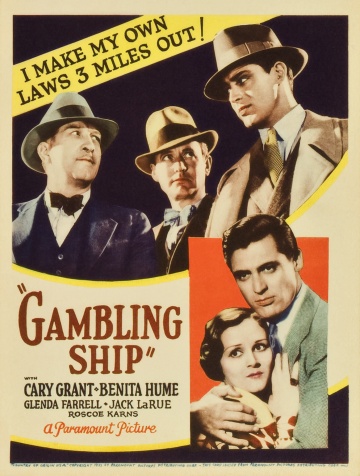 I MAKE MY OWN
LAWS 3 MILES OUT!
"GAMBLING
SHIP"
WITH
CARY GRANT • BENITA HUME
GLENDA FARRELL • JACK LARUE
ROSCOE KARNS
A Paramount Picture